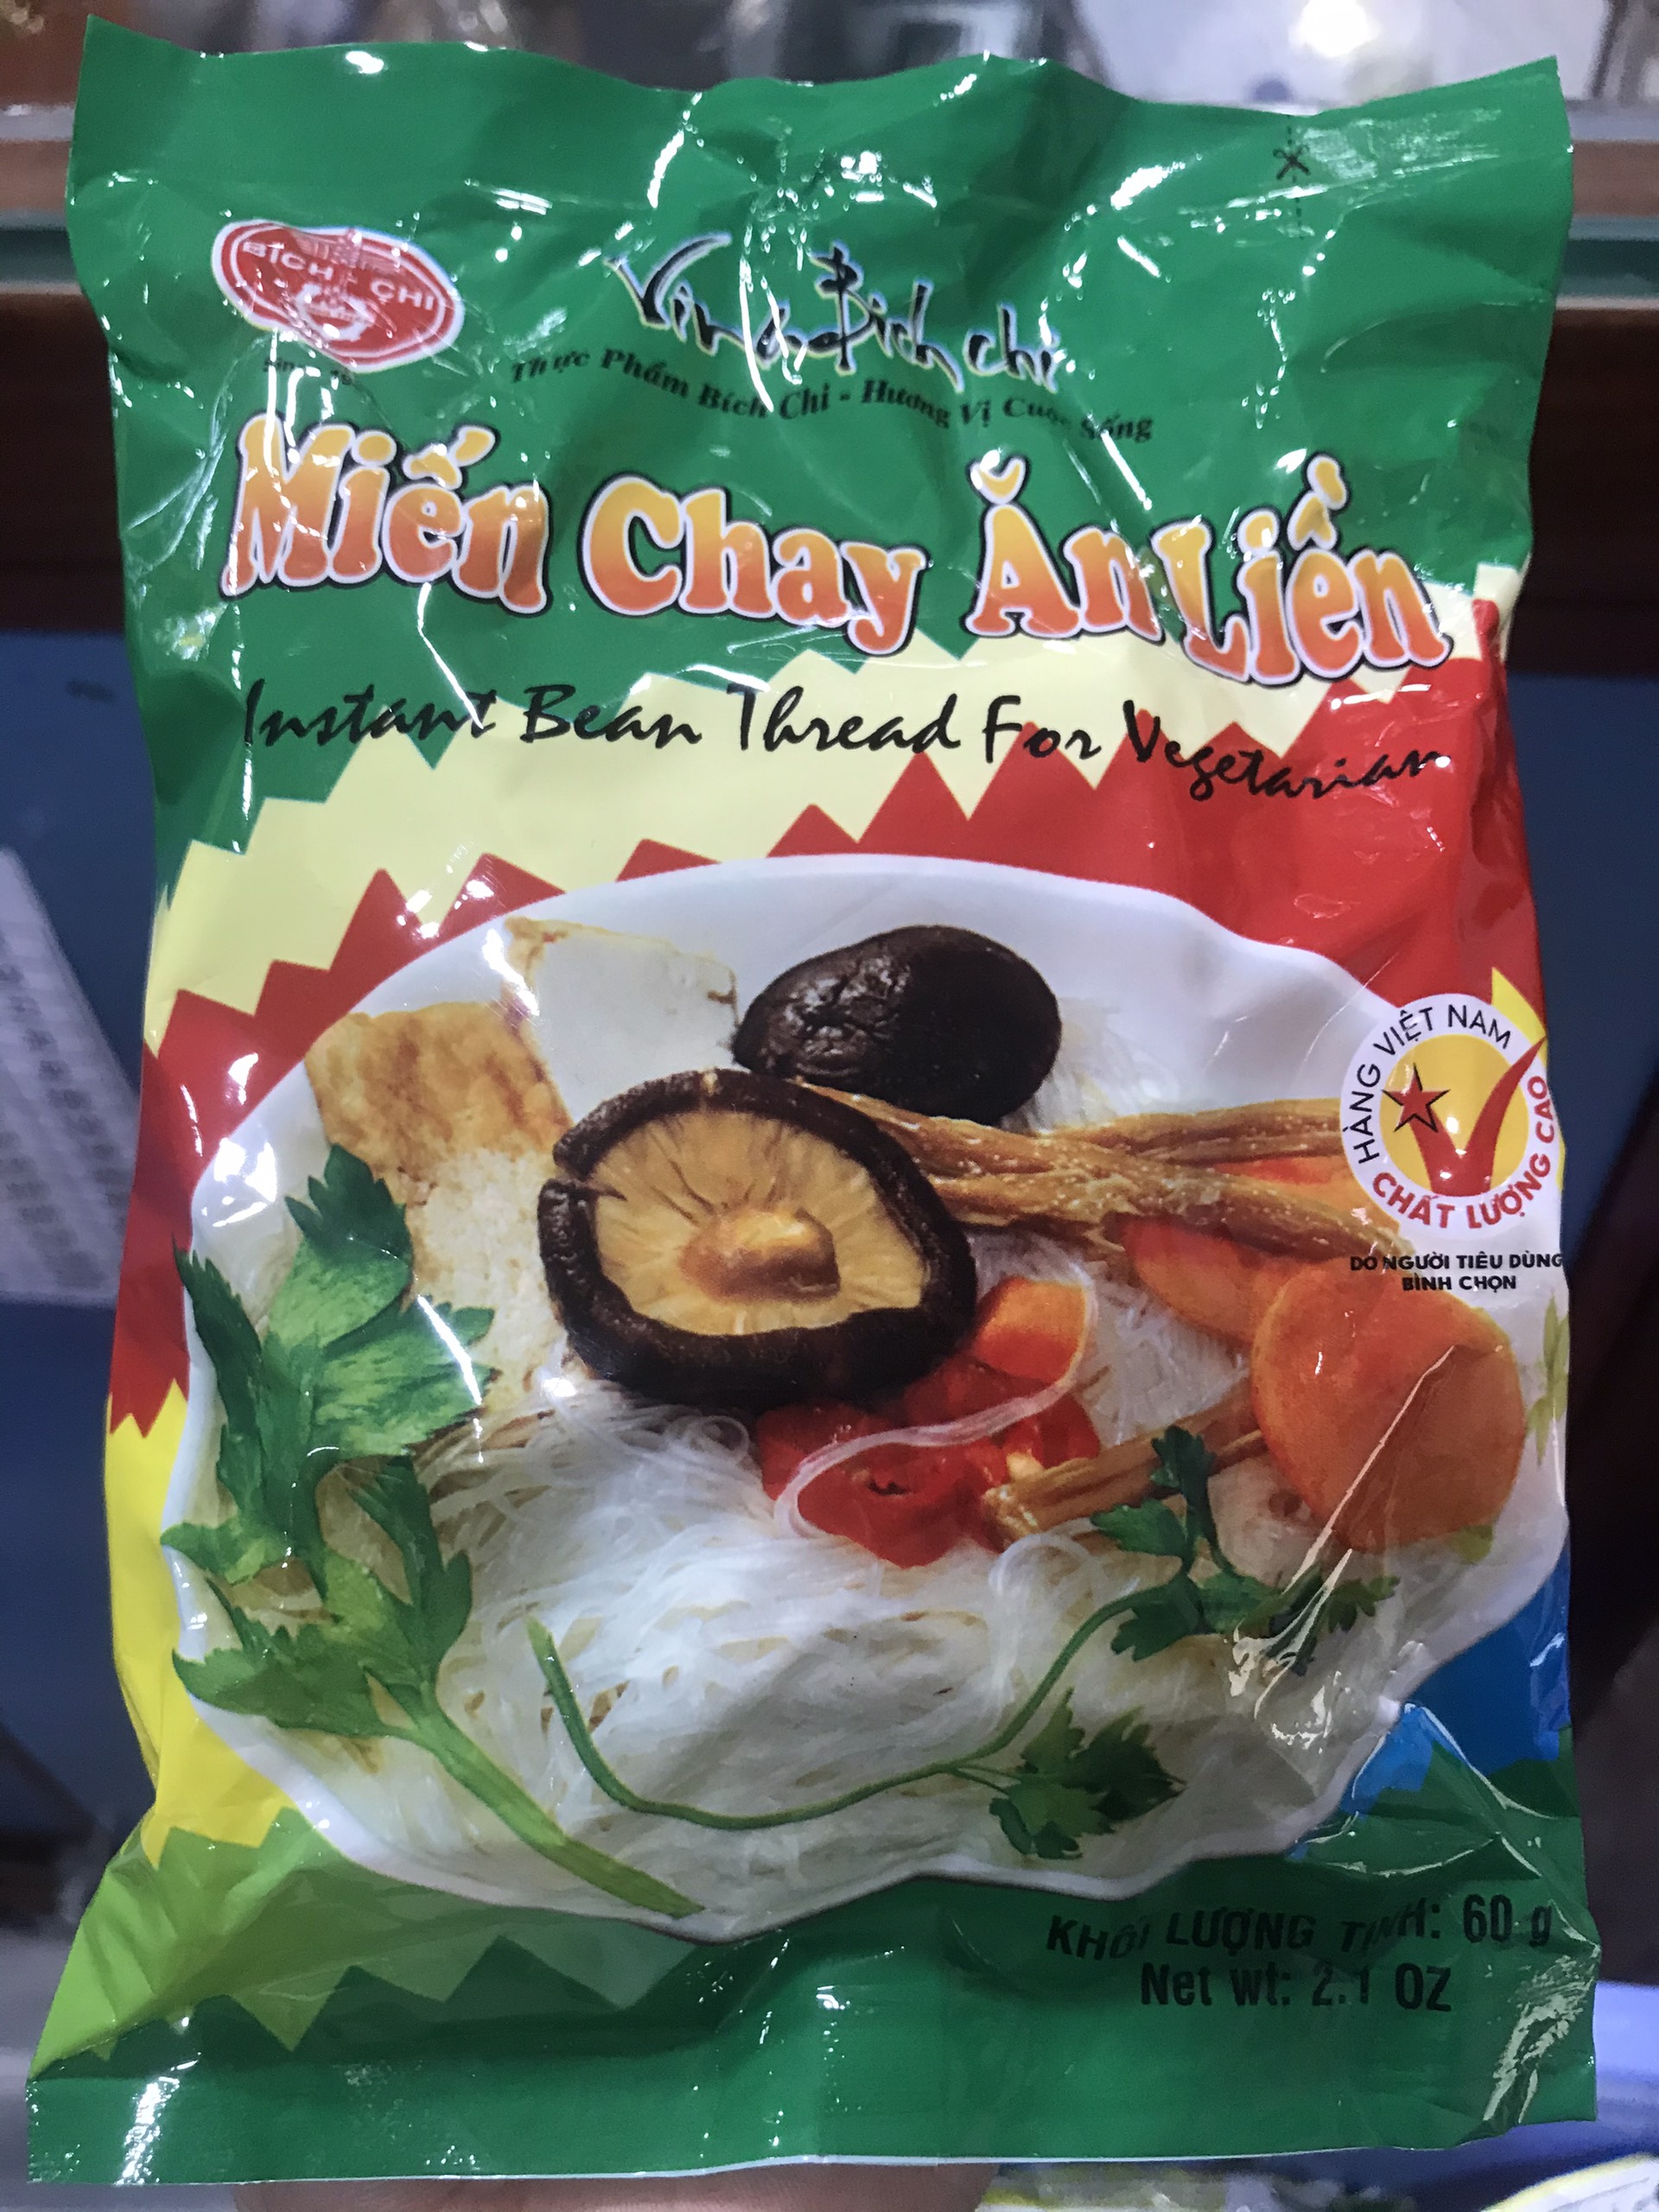 BÍCH CHI
Vina Bich chi
Thực Phẩm Bích Chi - Hương Vị Cuộc Sống
Miến Chay Ăn Liền
Instant Bean Thread For Vegetarian
HÀNG VIỆT NAM
CHẤT LƯỢNG CAO
DO NGƯỜI TIÊU DÙNG
BÌNH CHỌN
KHỐI LƯỢNG TỊNH: 60 g
Net wt: 2.1 OZ